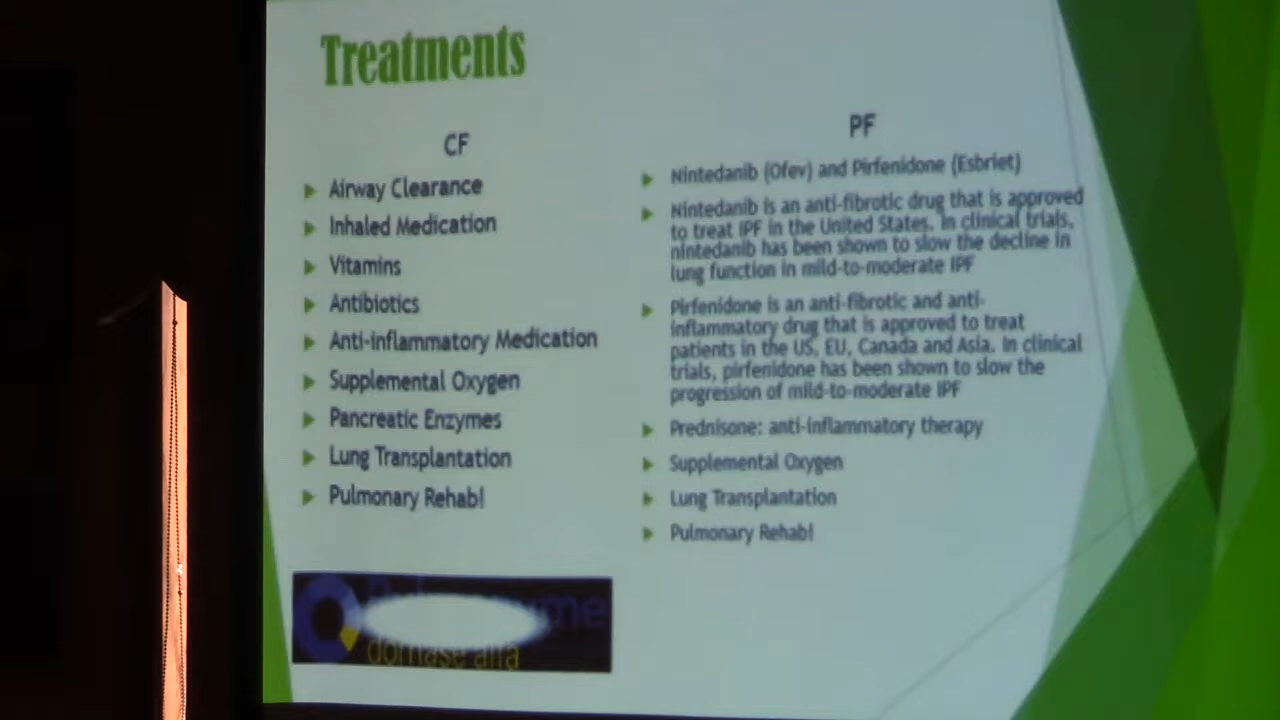 Treatments
CF
Airway Clearance
Inhaled Medication
Vitamins
Antibiotics
Anti-inflammatory Medication
Supplemental Oxygen
Pancreatic Enzymes
Lung Transplantation
Pulmonary Rehab!
PF
Nintedanib (Ofev) and Pirfenidone (Esbriet)
Nintedanib is an anti-fibrotic drug that is approved
to treat IPF in the United States. In clinical trials,
nintedanib has been shown to slow the decline in
lung function in mild-to-moderate IPF
Pirfenidone is an anti-fibrotic and anti-
inflammatory drug that is approved to treat
patients in the US, EU, Canada and Asia. In clinical
trials, pirfenidone has been shown to slow the
progression of mild-to-moderate IPF
Prednisone: anti-inflammatory therapy
Supplemental Oxygen
Lung Transplantation
Pulmonary Rehab!
dornase alfa